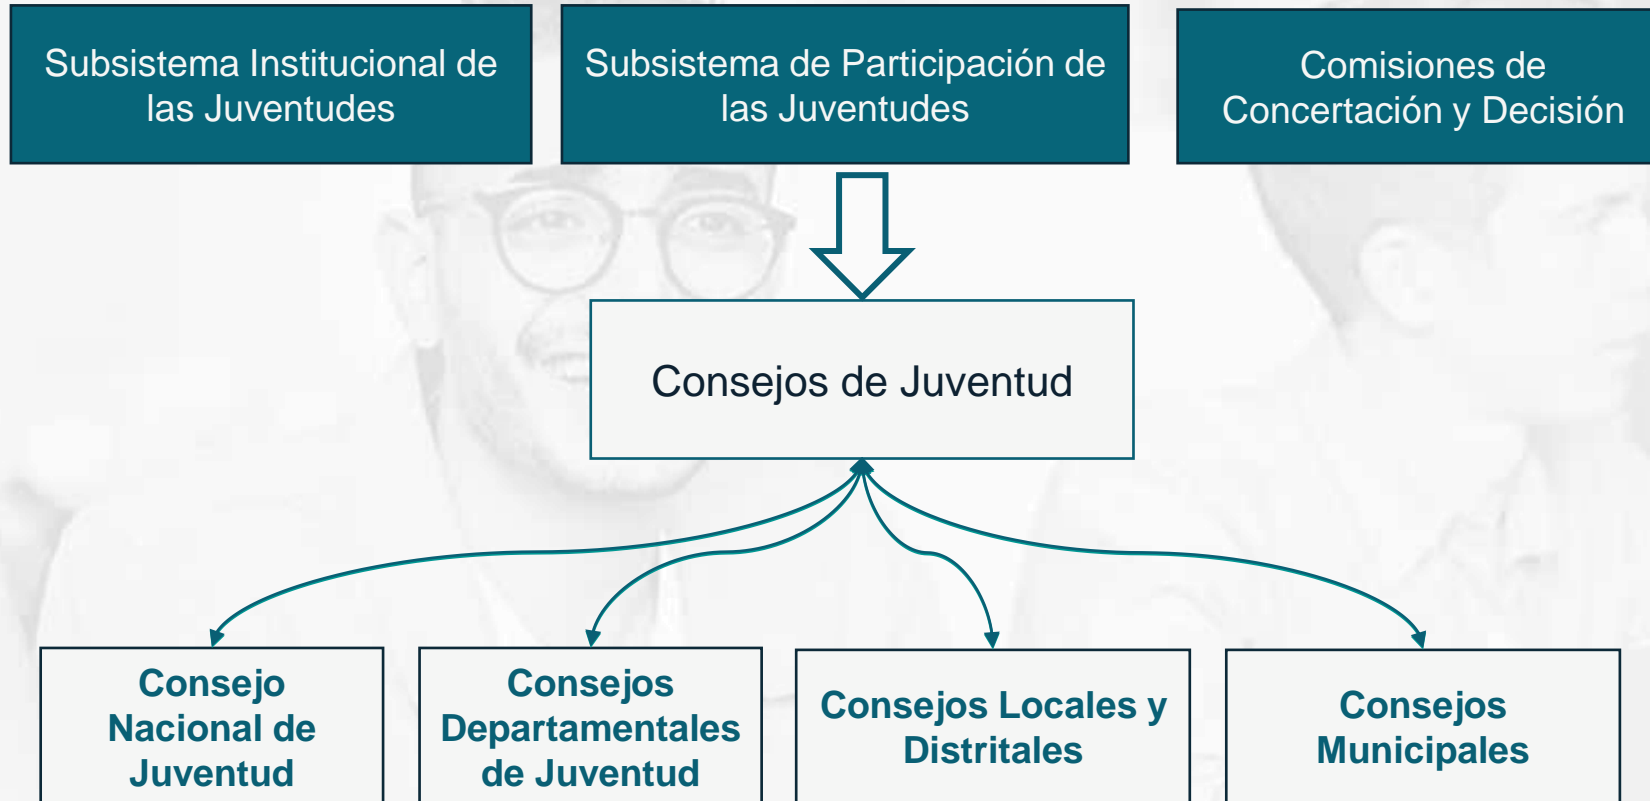 Subsistema Institucional de
las Juventudes
Subsistema de Participación de
las Juventudes
Comisiones de
Concertación y Decisión
Consejos de Juventud
Consejo
Nacional de
Juventud
Consejos
Departamentales
de Juventud
Consejos Locales y
Distritales
Consejos
Municipales